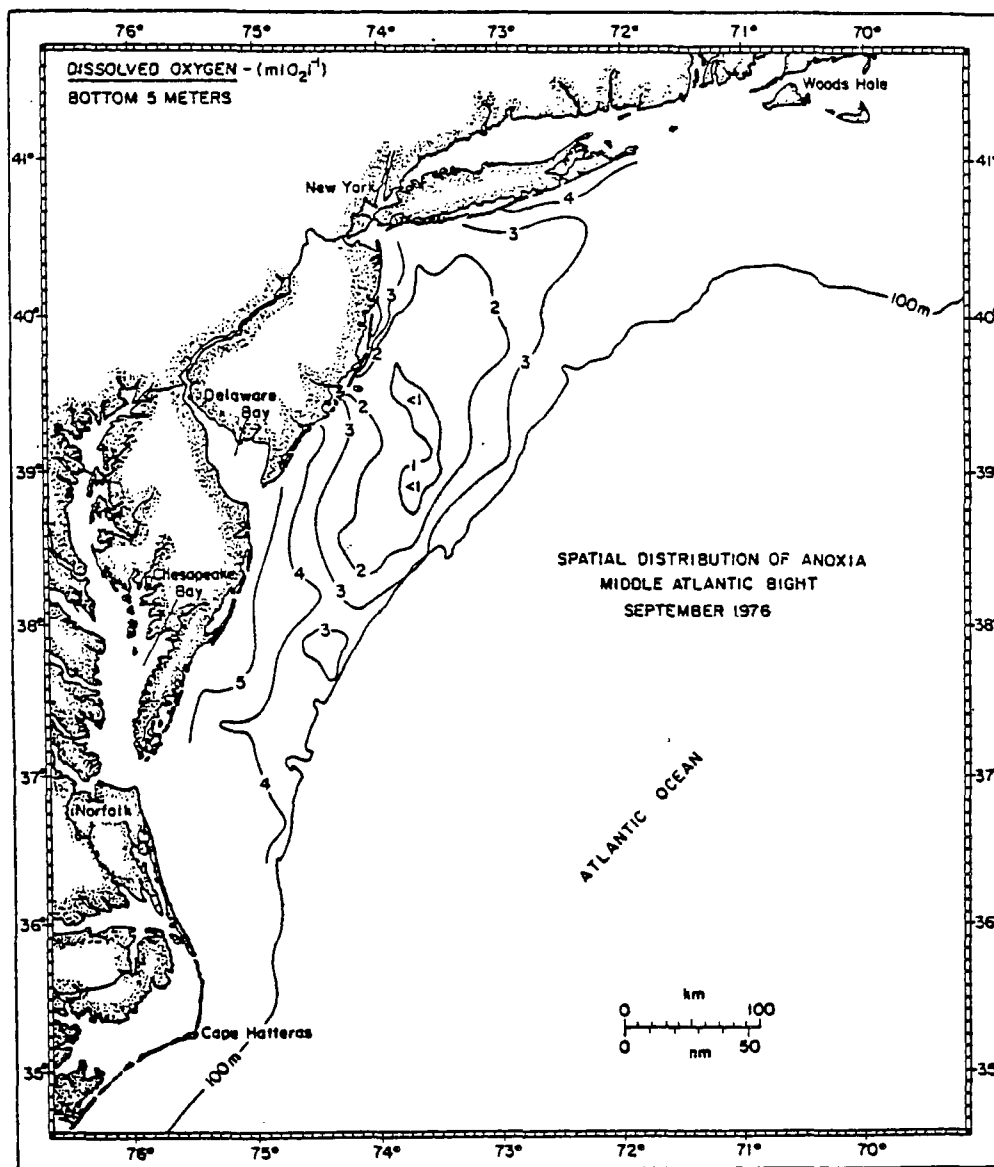 76° 75° 74° 73° 72° 71° 70°
DISSOLVED OXYGEN - (mlO₂l⁻¹)
BOTTOM 5 METERS
Woods Hole
41° 41°
New York
4
3
100m
40° 40°
3
2
2
3
3
<1
2
Delaware
Bay
3
39° 1 39°
<1
SPATIAL DISTRIBUTION OF ANOXIA
MIDDLE ATLANTIC BIGHT
SEPTEMBER 1976
4
2
Chesapeake
Bay
3
38° 38°
3
5
37° 37°
4
Norfolk
ATLANTIC OCEAN
36° 36°
km
0 100
0 50
nm
Cape Hatteras
35° 100m 35°
76° 75° 74° 73° 72° 71° 70°